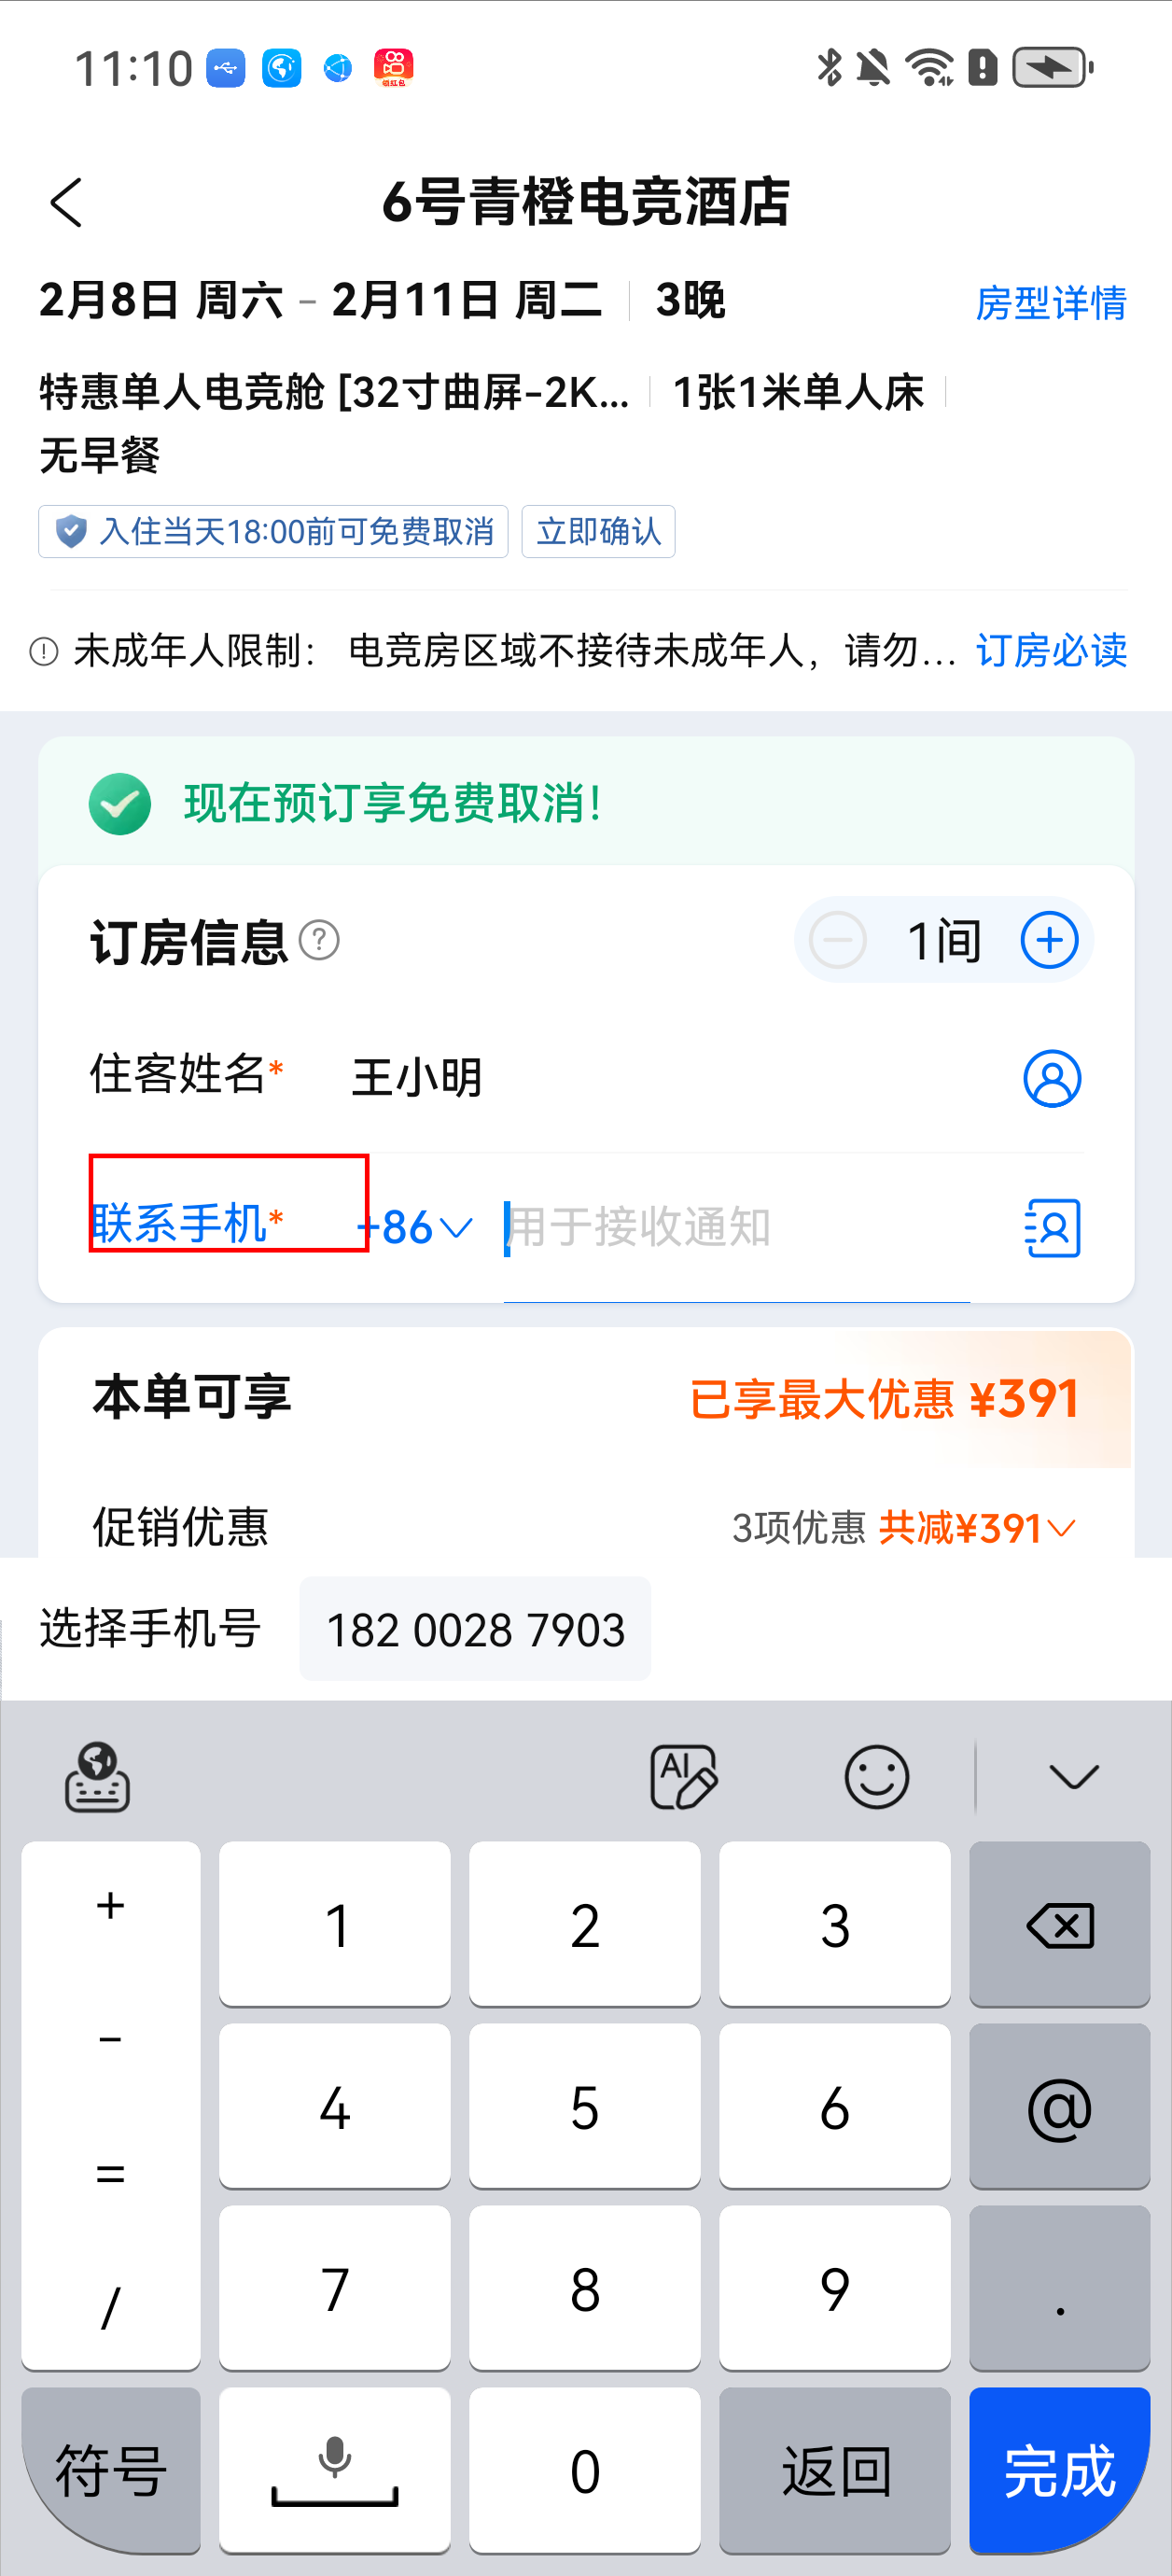 11:10
领红包
6号青橙电竞酒店
2月8日 周六 - 2月11日 周二 3晚 房型详情
特惠单人电竞舱 [32寸曲屏-2K... 1张1米单人床
无早餐
入住当天18:00前可免费取消 立即确认
未成年人限制： 电竞房区域不接待未成年人，请勿... 订房必读
现在预订享免费取消！
订房信息 ? 1间
住客姓名* 王小明
联系手机* +86 用于接收通知
本单可享 已享最大优惠 ¥391
促销优惠 3项优惠 共减¥391
选择手机号 182 0028 7903
AI
+ 1 2 3
- 4 5 6 @
= 7 8 9 .
/
符号 0 返回 完成